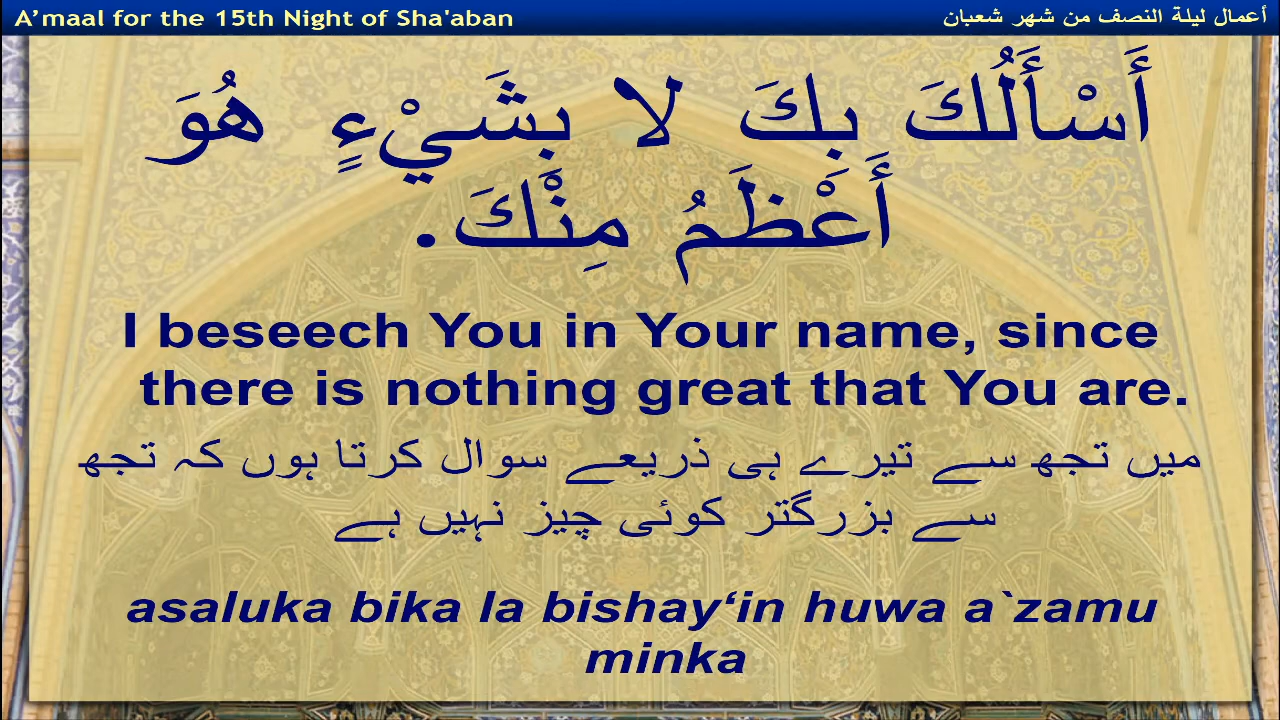 A’maal for the 15th Night of Sha'aban
أعمال ليلة النصف من شهر شعبان
أَسْأَلُكَ بِكَ لا بِشَيْءٍ هُوَ
أَعْظَمُ مِنْكَ.
I beseech You in Your name, since
there is nothing great that You are.
میں تجھ سے تیرے ہی ذریعے سوال کرتا ہوں کہ تجھ
سے بزرگتر کوئی چیز نہیں ہے
asaluka bika la bishay‘in huwa a`zamu
minka